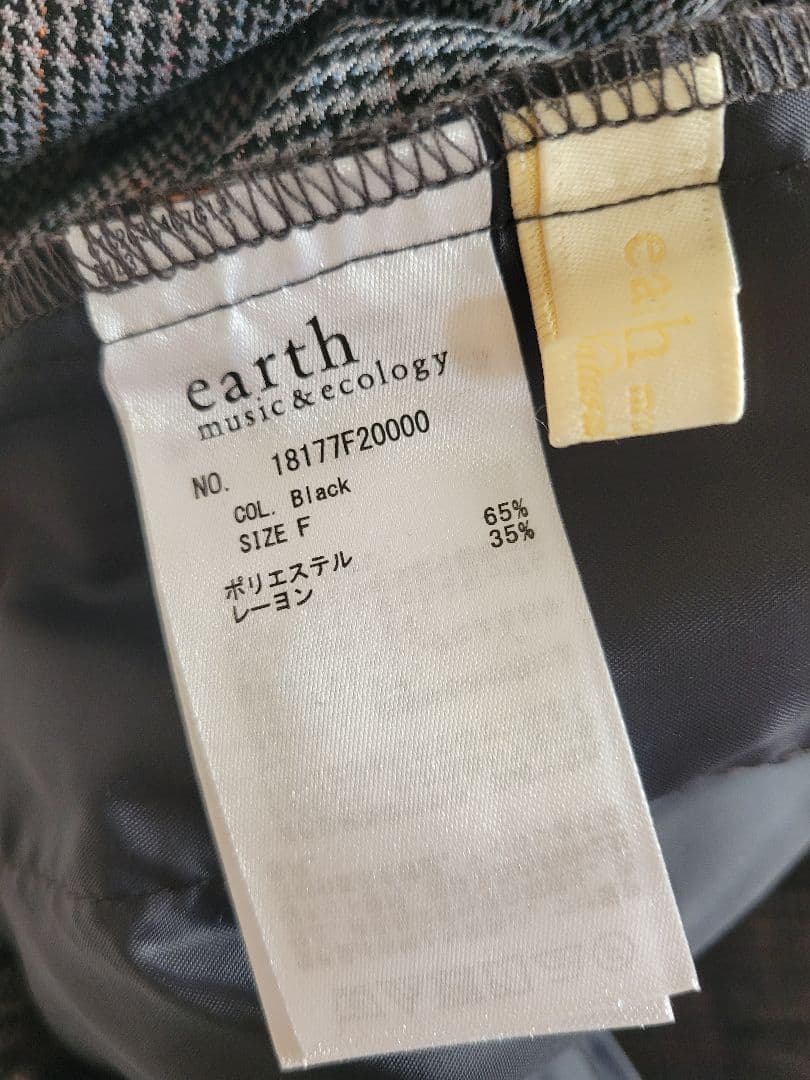 earth
music & ecology
NO. 18177F20000
COL. Black
SIZE F
ポリエステル 65%
レーヨン 35%
eah